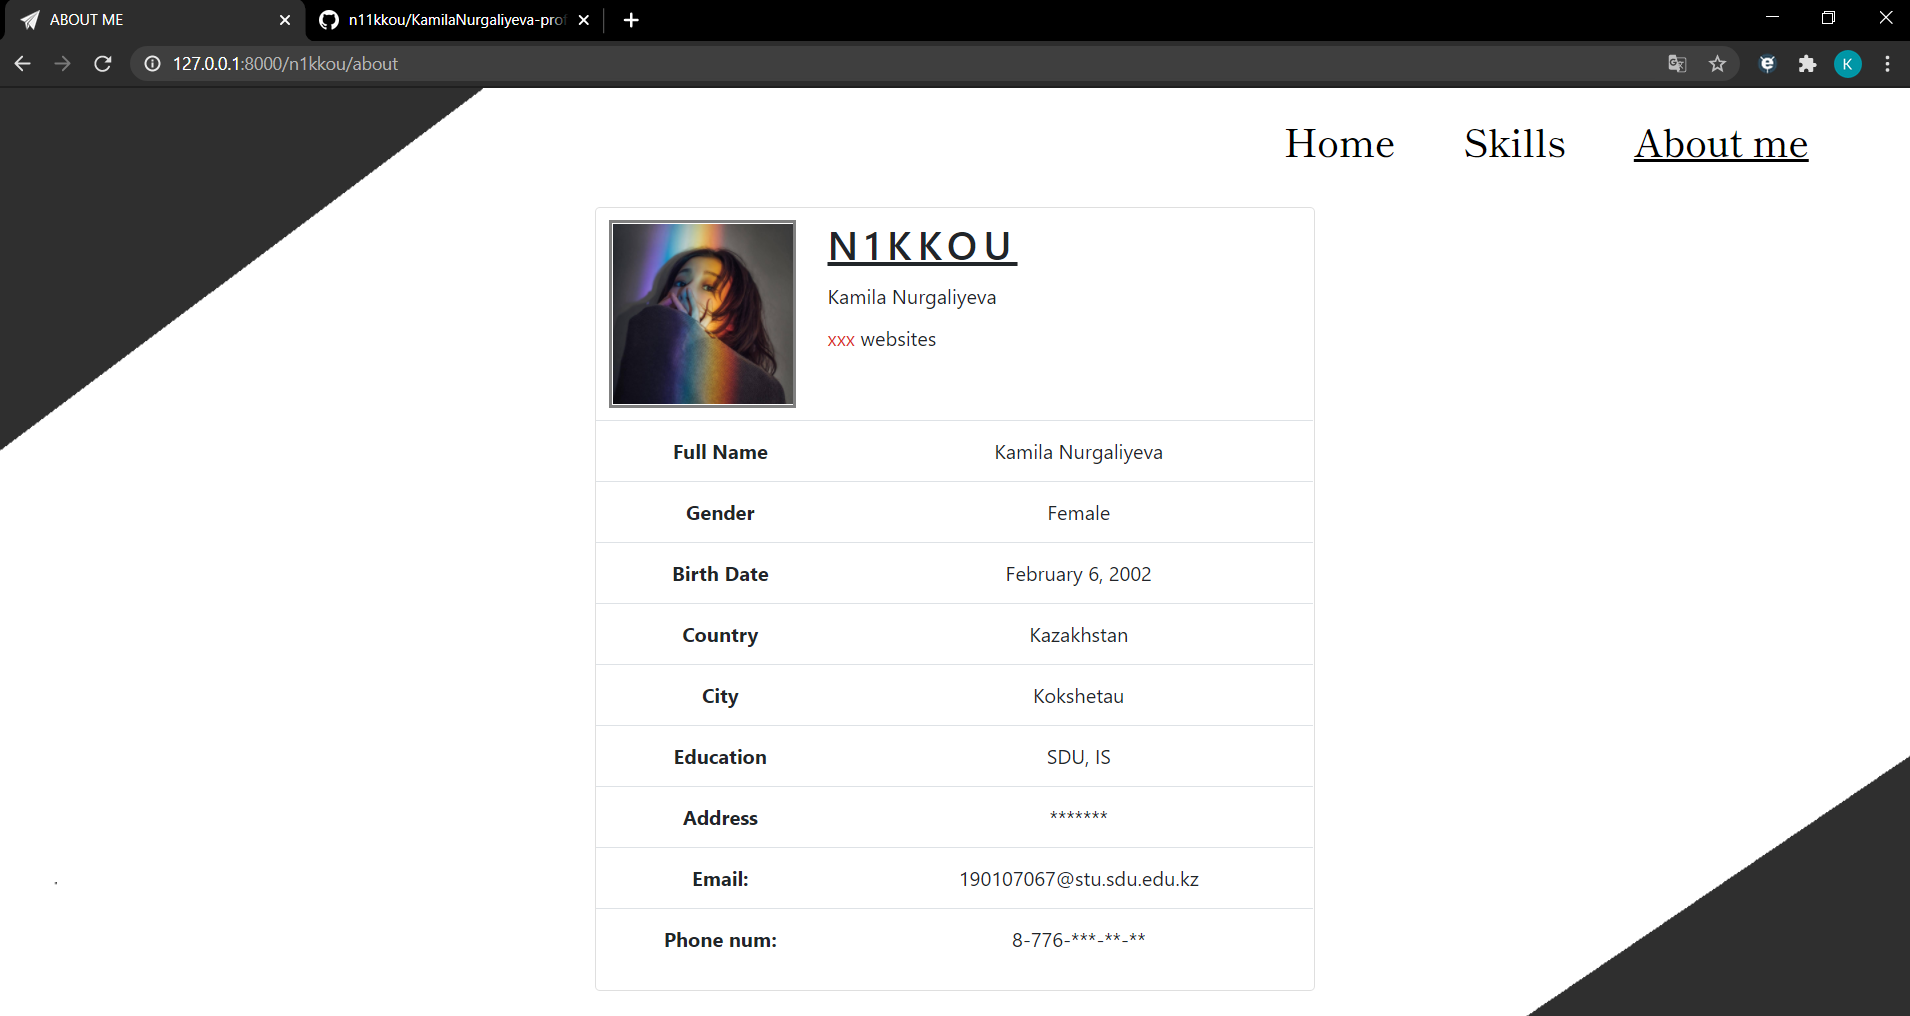 ABOUT ME
n11kkou/KamilaNurgaliyeva-prof
127.0.0.1:8000/n1kkou/about
K
Home Skills About me
N1KKOU
Kamila Nurgaliyeva
xxx websites
Full Name Kamila Nurgaliyeva
Gender Female
Birth Date February 6, 2002
Country Kazakhstan
City Kokshetau
Education SDU, IS
Address *******
Email: 190107067@stu.sdu.edu.kz
Phone num: 8-776-***-**-**